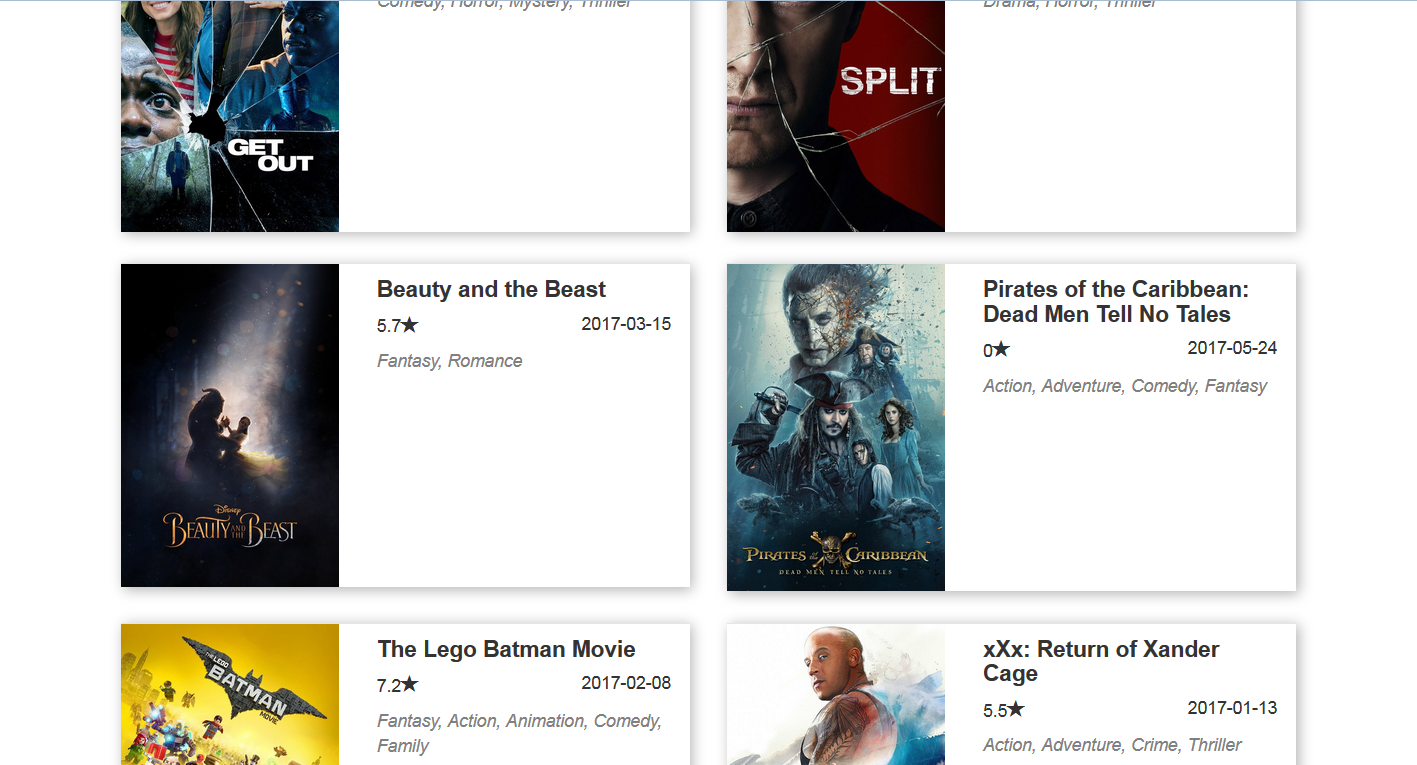 Comedy, Horror, Mystery, Thriller
Drama, Horror, Thriller
GET
OUT
SPLIT
Beauty and the Beast
5.7★
2017-03-15
Fantasy, Romance
Disney
BEAUTY AND THE BEAST
Pirates of the Caribbean:
Dead Men Tell No Tales
0★
2017-05-24
Action, Adventure, Comedy, Fantasy
PIRATES of the CARIBBEAN
DEAD MEN TELL NO TALES
The Lego Batman Movie
7.2★
2017-02-08
Fantasy, Action, Animation, Comedy,
Family
THE LEGO
BATMAN
MOVIE
xXx: Return of Xander
Cage
5.5★
2017-01-13
Action, Adventure, Crime, Thriller